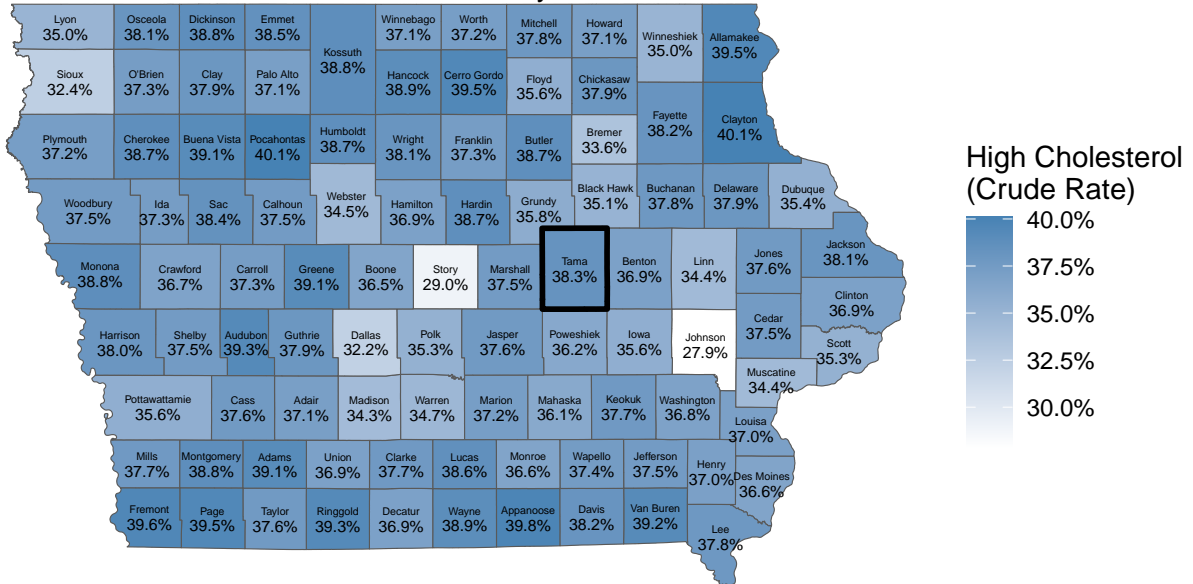 Lyon
35.0%
Osceola
38.1%
Dickinson
38.8%
Emmet
38.5%
Kossuth
38.8%
Winnebago
37.1%
Worth
37.2%
Mitchell
37.8%
Howard
37.1%
Winneshiek
35.0%
Allamakee
39.5%
Sioux
32.4%
O'Brien
37.3%
Clay
37.9%
Palo Alto
37.1%
Hancock
38.9%
Cerro Gordo
39.5%
Floyd
35.6%
Chickasaw
37.9%
Plymouth
37.2%
Cherokee
38.7%
Buena Vista
39.1%
Pocahontas
40.1%
Humboldt
38.7%
Wright
38.1%
Franklin
37.3%
Butler
38.7%
Bremer
33.6%
Fayette
38.2%
Clayton
40.1%
Woodbury
37.5%
Ida
37.3%
Sac
38.4%
Calhoun
37.5%
Webster
34.5%
Hamilton
36.9%
Hardin
38.7%
Grundy
35.8%
Black Hawk
35.1%
Buchanan
37.8%
Delaware
37.9%
Dubuque
35.4%
Monona
38.8%
Crawford
36.7%
Carroll
37.3%
Greene
39.1%
Boone
36.5%
Story
29.0%
Marshall
37.5%
Tama
38.3%
Benton
36.9%
Linn
34.4%
Jones
37.6%
Jackson
38.1%
Clinton
36.9%
Harrison
38.0%
Shelby
37.5%
Audubon
39.3%
Guthrie
37.9%
Dallas
32.2%
Polk
35.3%
Jasper
37.6%
Poweshiek
36.2%
Iowa
35.6%
Johnson
27.9%
Cedar
37.5%
Scott
35.3%
Muscatine
34.4%
Pottawattamie
35.6%
Cass
37.6%
Adair
37.1%
Madison
34.3%
Warren
34.7%
Marion
37.2%
Mahaska
36.1%
Keokuk
37.7%
Washington
36.8%
Louisa
37.0%
Mills
37.7%
Montgomery
38.8%
Adams
39.1%
Union
36.9%
Clarke
37.7%
Lucas
38.6%
Monroe
36.6%
Wapello
37.4%
Jefferson
37.5%
Henry
37.0%
Des Moines
36.6%
Fremont
39.6%
Page
39.5%
Taylor
37.6%
Ringgold
39.3%
Decatur
36.9%
Wayne
38.9%
Appanoose
39.8%
Davis
38.2%
Van Buren
39.2%
Lee
37.8%
High Cholesterol
(Crude Rate)
40.0%
37.5%
35.0%
32.5%
30.0%